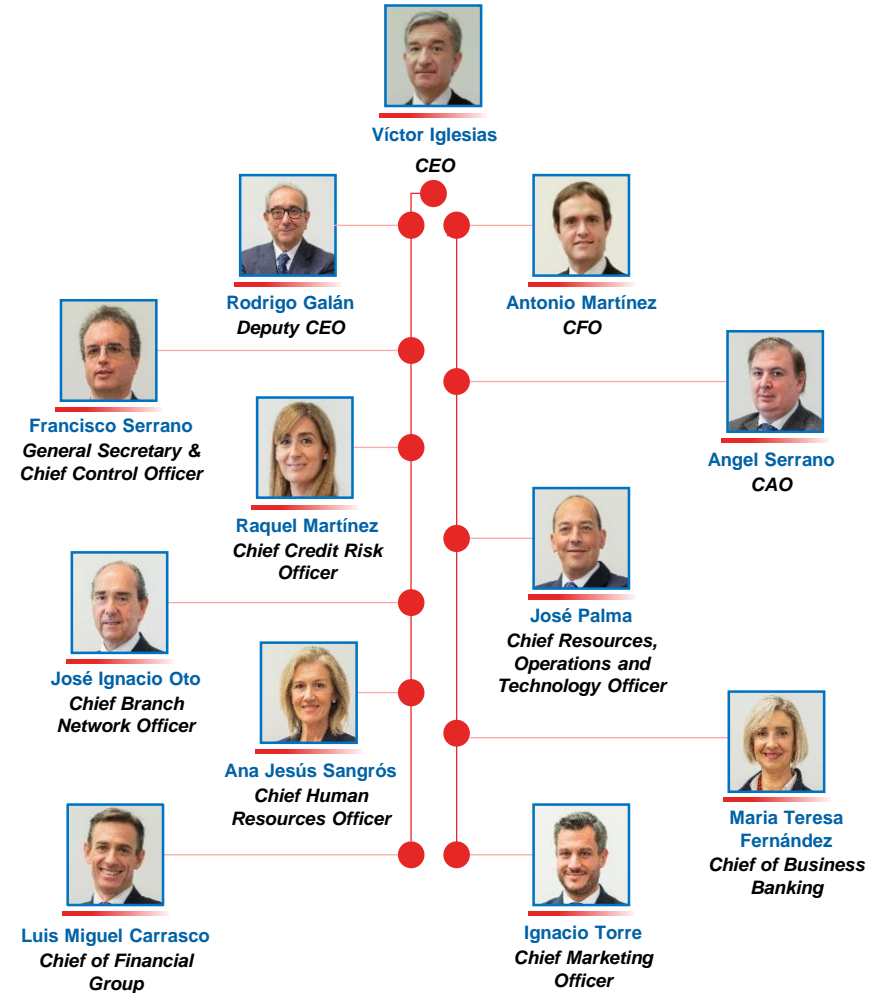 Víctor Iglesias
CEO
Rodrigo Galán
Deputy CEO
Antonio Martínez
CFO
Francisco Serrano
General Secretary &
Chief Control Officer
Angel Serrano
CAO
Raquel Martínez
Chief Credit Risk
Officer
José Palma
Chief Resources,
Operations and
Technology Officer
José Ignacio Oto
Chief Branch
Network Officer
Ana Jesús Sangrós
Chief Human
Resources Officer
Maria Teresa
Fernández
Chief of Business
Banking
Luis Miguel Carrasco
Chief of Financial
Group
Ignacio Torre
Chief Marketing
Officer